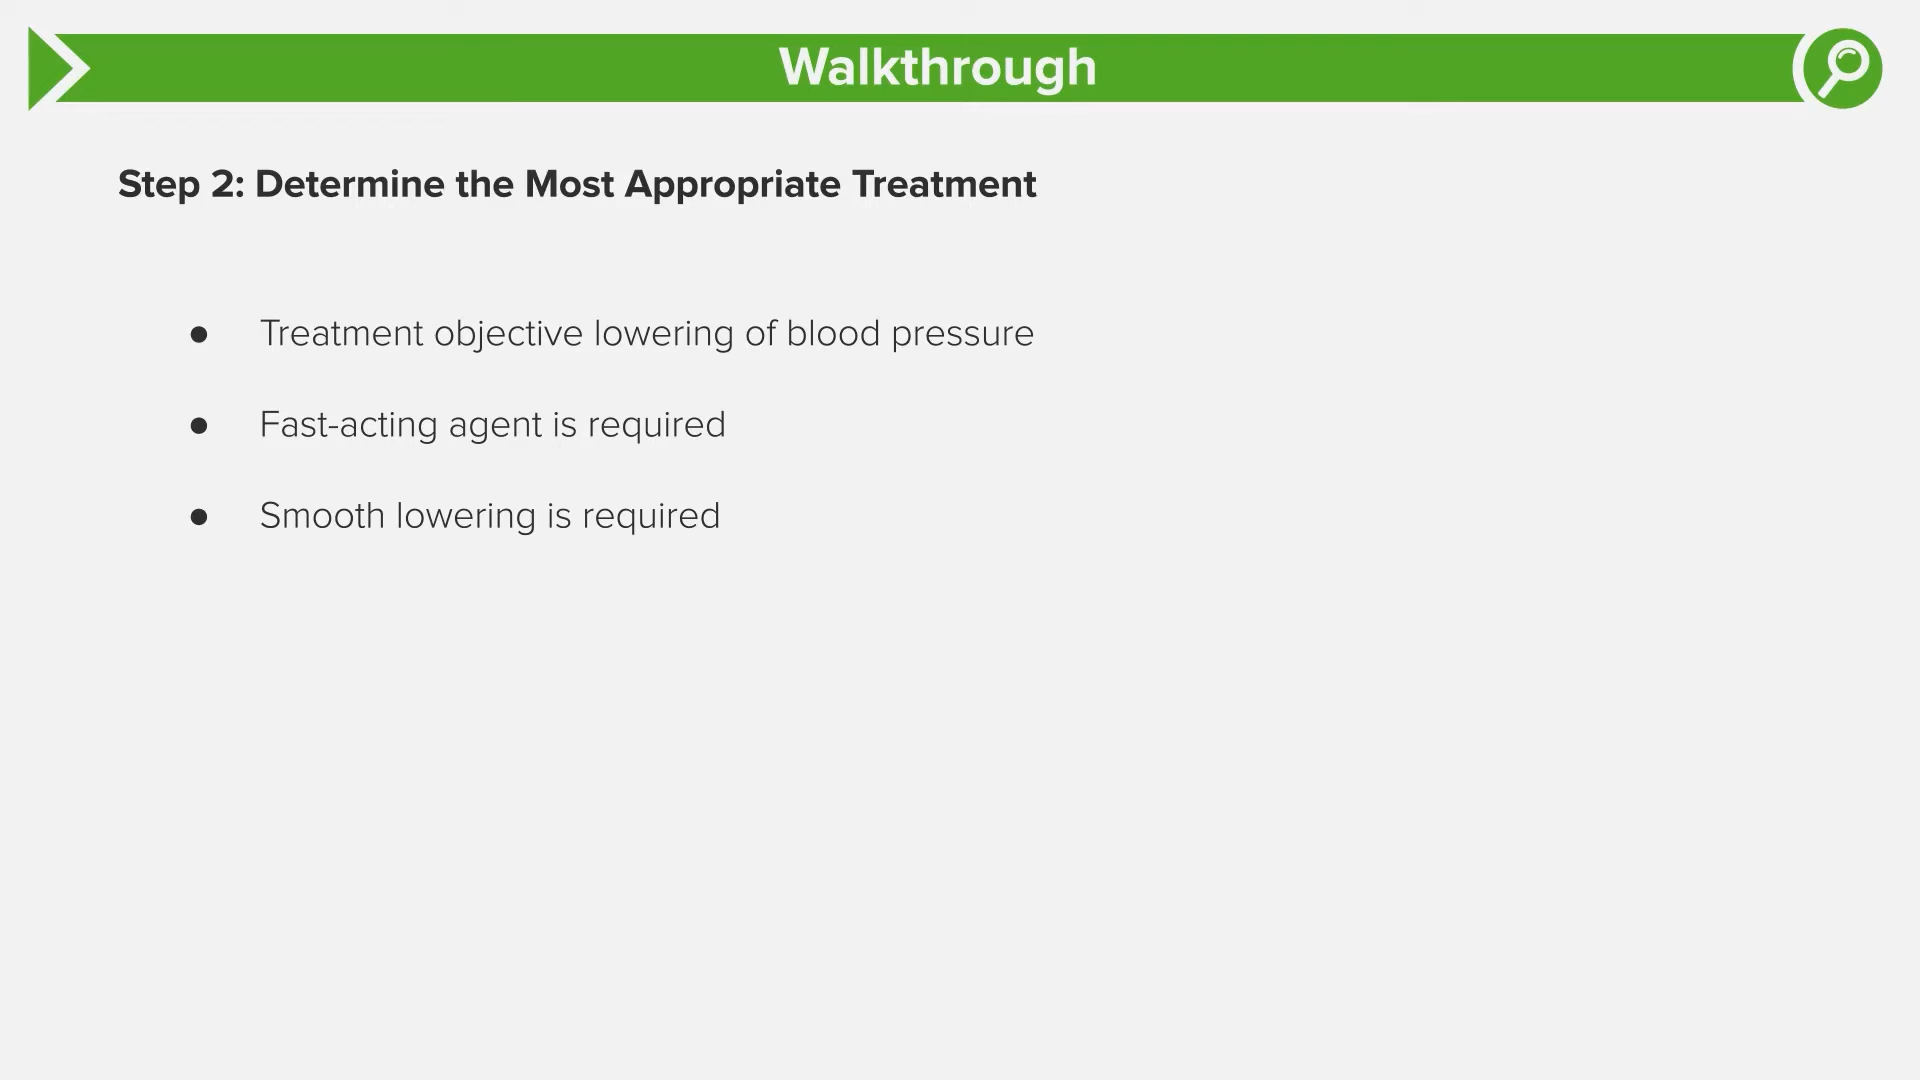 Walkthrough
Step 2: Determine the Most Appropriate Treatment
● Treatment objective lowering of blood pressure
● Fast-acting agent is required
● Smooth lowering is required